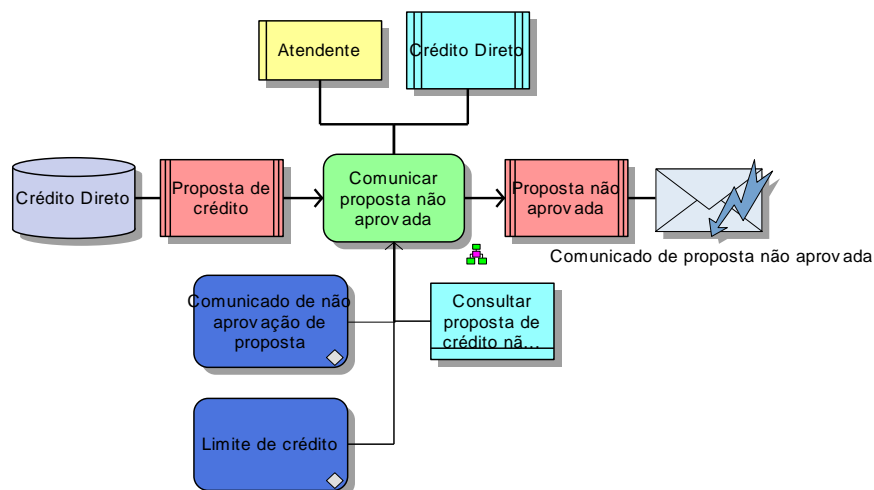 Atendente
Crédito Direto
Crédito Direto
Proposta de
crédito
Comunicar
proposta não
aprovada
Proposta não
aprovada
Comunicado de proposta não aprovada
Comunicado de não
aprovação de
proposta
Consultar
proposta de
crédito nã...
Limite de crédito